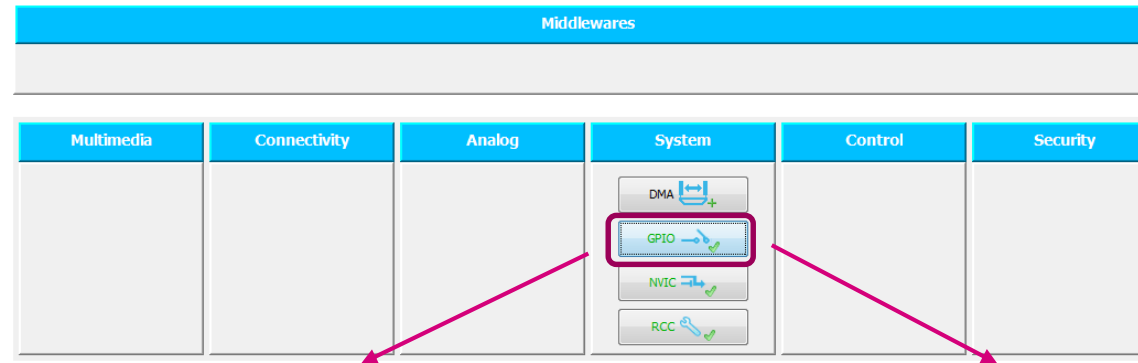 Middlewares
Multimedia Connectivity Analog System Control Security
DMA
GPIO
NVIC
RCC